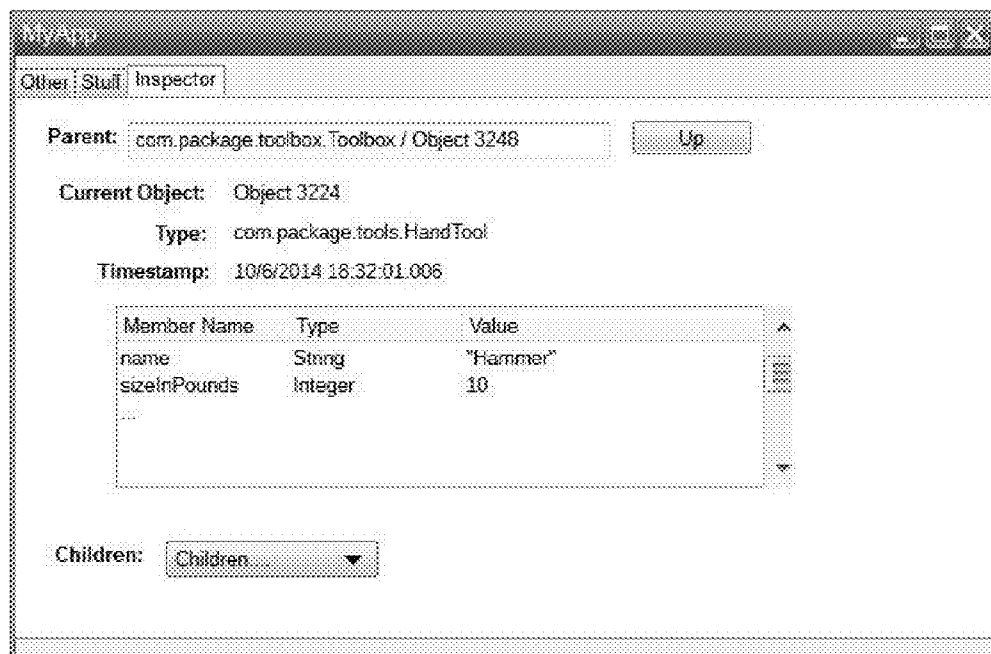 MyApp
Other Stuff Inspector
Parent: com.package.toolbox.Toolbox / Object 3248 Up
Current Object: Object 3224
Type: com.package.tools.HandTool
Timestamp: 10/6/2014 18:32:01.006
Member Name Type Value
name String "Hammer"
sizeInPounds Integer 10
...
Children: Children...